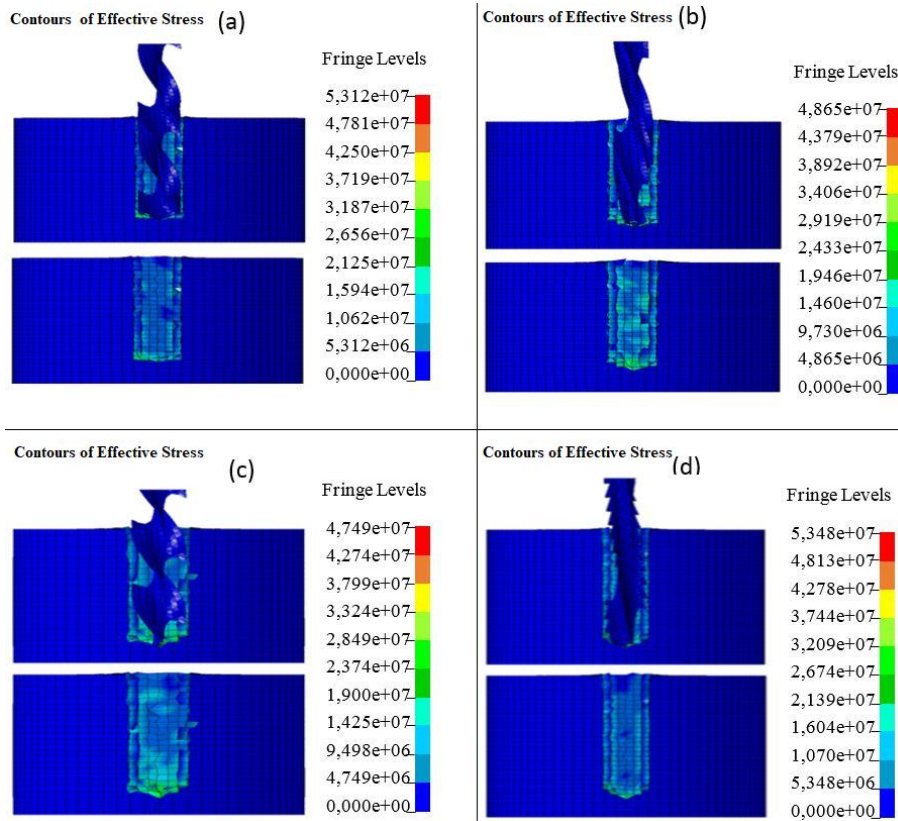 Contours of Effective Stress (a)
Fringe Levels
5,312e+07
4,781e+07
4,250e+07
3,719e+07
3,187e+07
2,656e+07
2,125e+07
1,594e+07
1,062e+07
5,312e+06
0,000e+00
Contours of Effective Stress (b)
Fringe Levels
4,865e+07
4,379e+07
3,892e+07
3,406e+07
2,919e+07
2,433e+07
1,946e+07
1,460e+07
9,730e+06
4,865e+06
0,000e+00
Contours of Effective Stress
(c)
Fringe Levels
4,749e+07
4,274e+07
3,799e+07
3,324e+07
2,849e+07
2,374e+07
1,900e+07
1,425e+07
9,498e+06
4,749e+06
0,000e+00
Contours of Effective Stress
(d)
Fringe Levels
5,348e+07
4,813e+07
4,278e+07
3,744e+07
3,209e+07
2,674e+07
2,139e+07
1,604e+07
1,070e+07
5,348e+06
0,000e+00